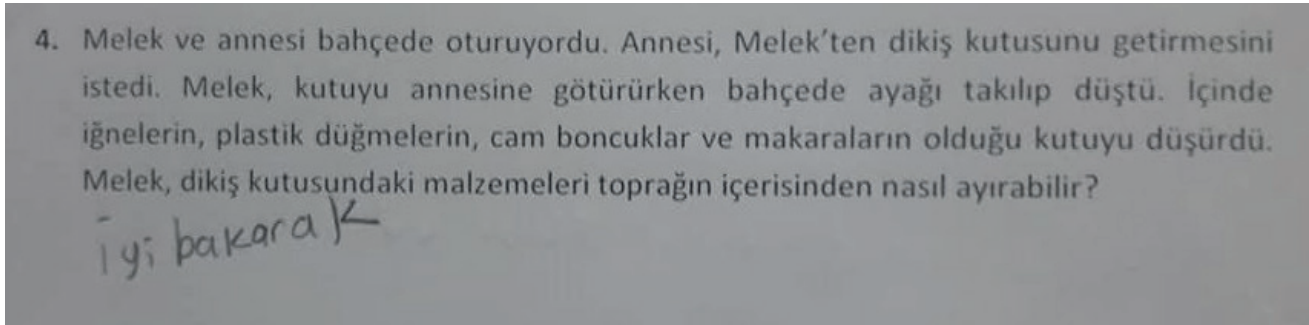 4. Melek ve annesi bahçede oturuyordu. Annesi, Melek'ten dikiş kutusunu getirmesini
istedi. Melek, kutuyu annesine götürürken bahçede ayağı takılıp düştü. İçinde
iğnelerin, plastik düğmelerin, cam boncuklar ve makaraların olduğu kutuyu düşürdü.
Melek, dikiş kutusundaki malzemeleri toprağın içerisinden nasıl ayırabilir?
İyi bakarak